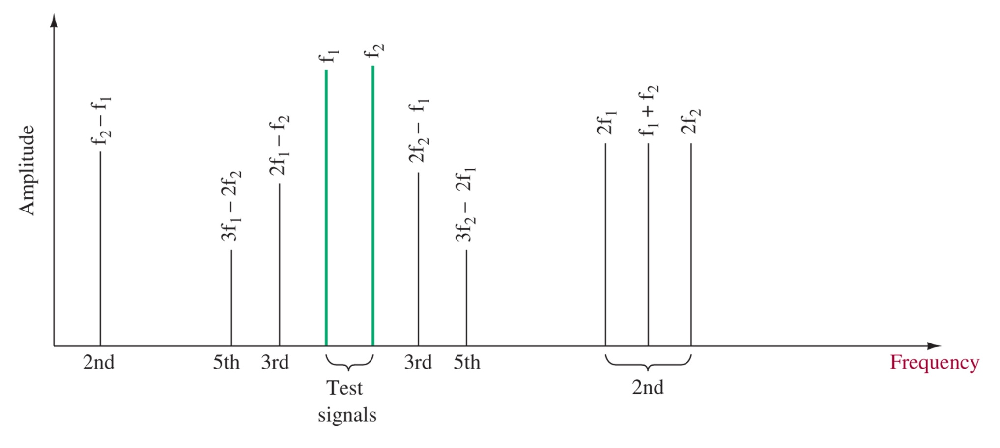 Amplitude
f₂ − f₁
3f₁ − 2f₂
2f₁ − f₂
f₁
f₂
2f₂ − f₁
3f₂ − 2f₁
2f₁
f₁ + f₂
2f₂
2nd
5th
3rd
Test
signals
3rd
5th
2nd
Frequency